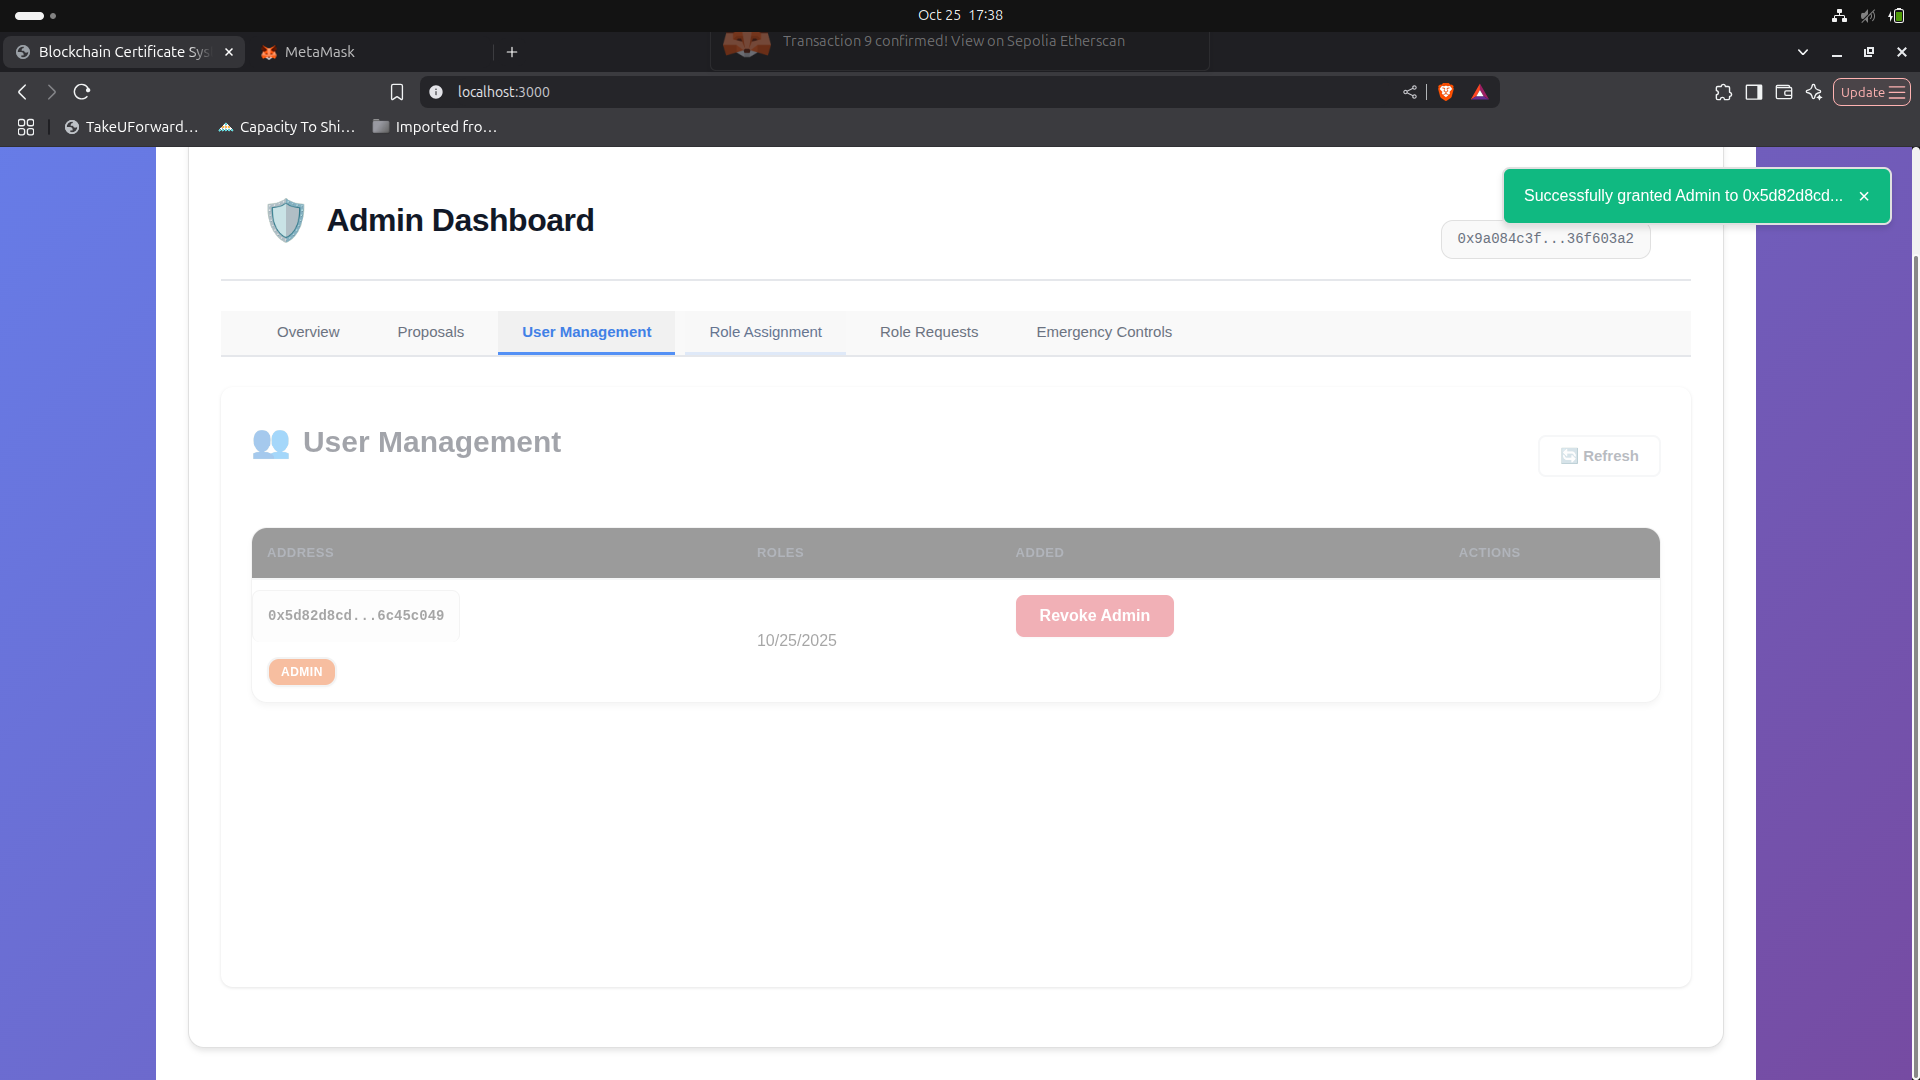 Oct 25 17:38
Blockchain Certificate Sys
MetaMask
Transaction 9 confirmed! View on Sepolia Etherscan
localhost:3000
Update
TakeUForward...
Capacity To Shi...
Imported fro...
Successfully granted Admin to 0x5d82d8cd...
Admin Dashboard
0x9a084c3f...36f603a2
Overview
Proposals
User Management
Role Assignment
Role Requests
Emergency Controls
User Management
Refresh
ADDRESS ROLES ADDED ACTIONS
0x5d82d8cd...6c45c049
Revoke Admin
10/25/2025
ADMIN